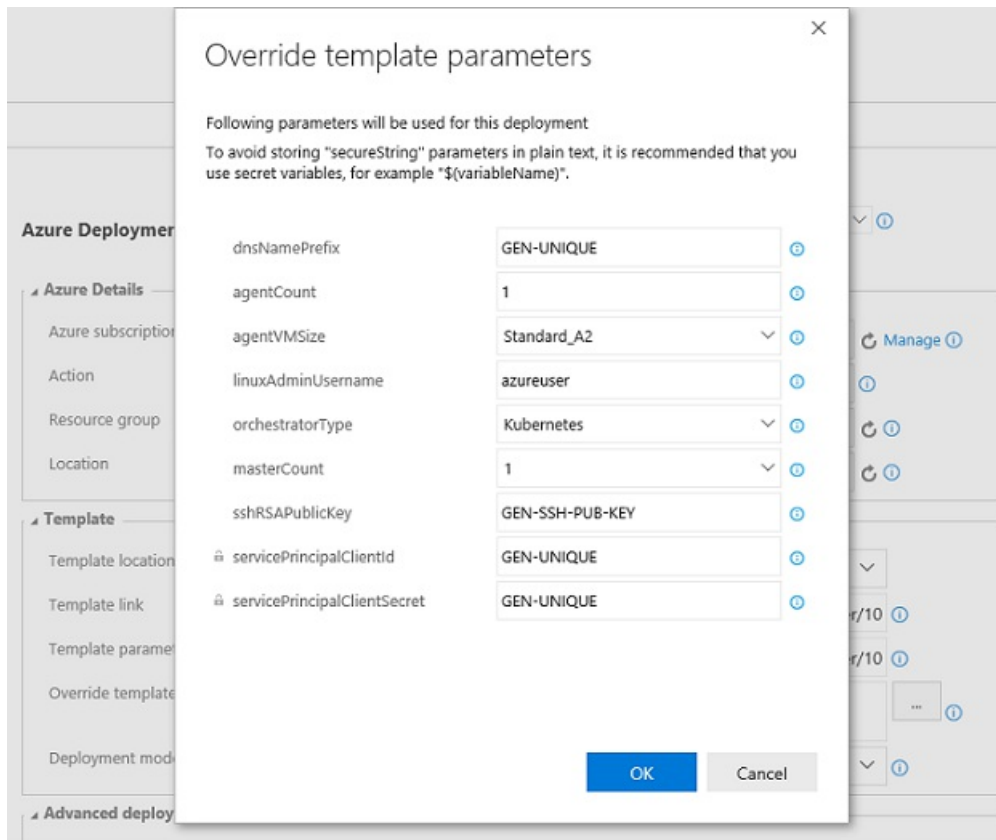 Override template parameters
Following parameters will be used for this deployment
To avoid storing "secureString" parameters in plain text, it is recommended that you
use secret variables, for example "$(variableName)".
dnsNamePrefix GEN-UNIQUE
agentCount 1
agentVMSize Standard_A2
linuxAdminUsername azureuser
orchestratorType Kubernetes
masterCount 1
sshRSAPublicKey GEN-SSH-PUB-KEY
servicePrincipalClientId GEN-UNIQUE
servicePrincipalClientSecret GEN-UNIQUE
OK Cancel
Azure Deploymen
Azure Details
Azure subscription
Manage
Action
Resource group
Location
Template
Template location
Template link
r/10
Template paramet
r/10
Override template
...
Deployment mod
Advanced deploy